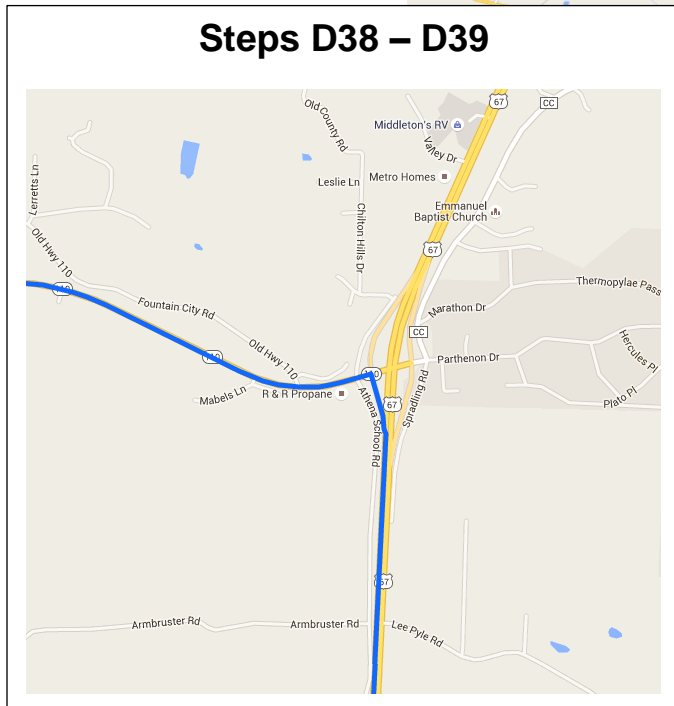 Steps D38 – D39
67
CC
Old County Rd
Middleton's RV
Valley Dr
Lerretts Ln
Leslie Ln
Metro Homes
Chilton Hills Dr
Emmanuel
Baptist Church
Old Hwy 110
67
Thermopylae Pass
110
Fountain City Rd
Marathon Dr
CC
Hercules Pl
110
Old Hwy 110
Parthenon Dr
110
Mabels Ln
R & R Propane
Athena School Rd
67
Spradling Rd
Plato Pl
67
Armbruster Rd
Armbruster Rd
Lee Pyle Rd